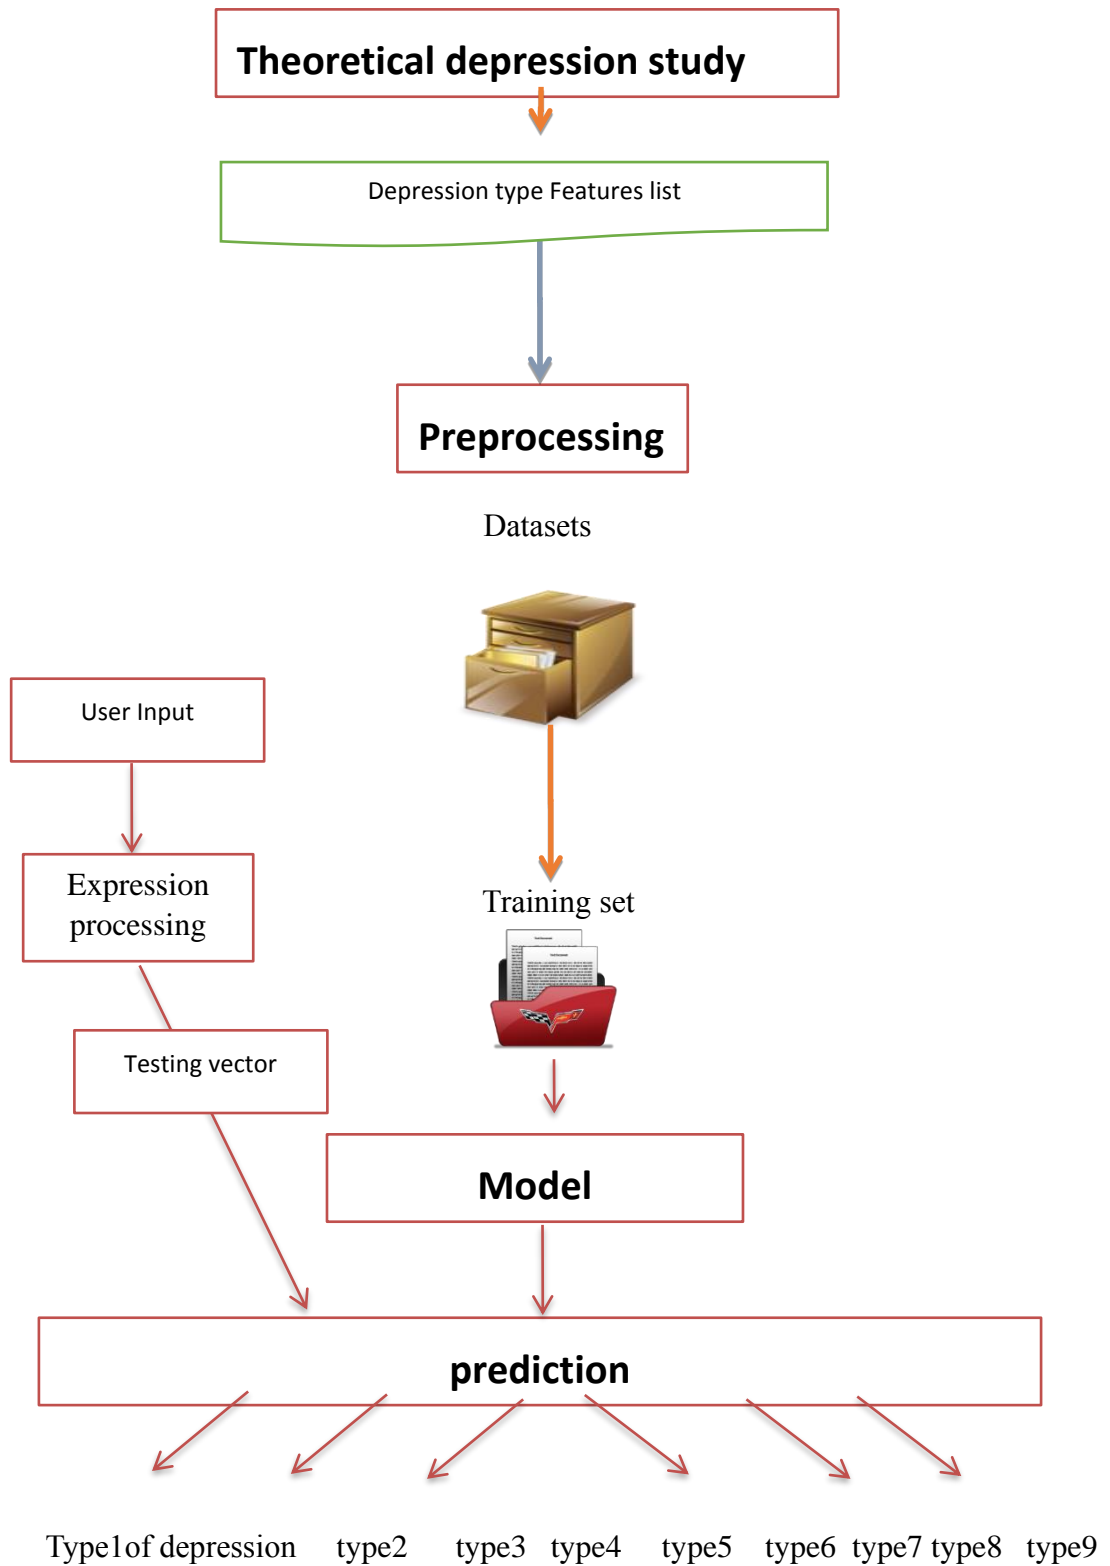 Theoretical depression study
Depression type Features list
Preprocessing
Datasets
User Input
Expression
processing
Training set
Testing vector
Model
prediction
Type1of depression type2 type3 type4 type5 type6 type7 type8 type9